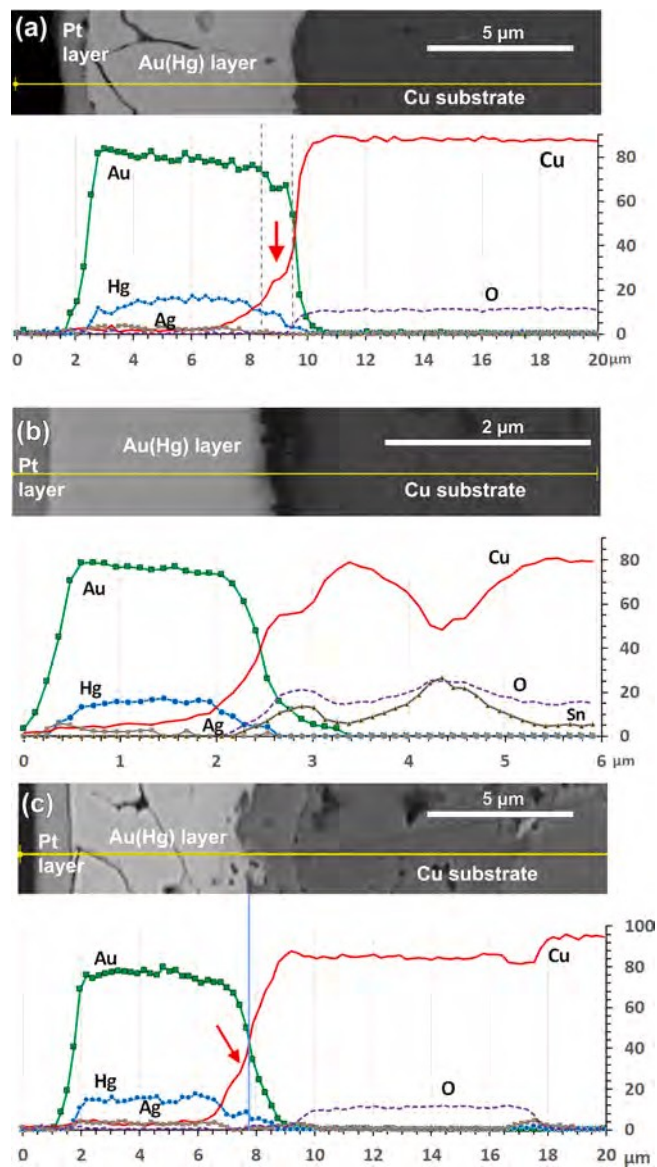 (a)
Pt
layer
Au(Hg) layer
5 µm
Cu substrate
80
60
40
20
0
Au
Cu
Hg
Ag
O
0 2 4 6 8 10 12 14 16 18 20 µm
(b)
Au(Hg) layer
2 µm
Pt
layer
Cu substrate
80
60
40
20
0
Au
Cu
Hg
Ag
O
Sn
0 1 2 3 4 5 6 µm
(c)
5 µm
Au(Hg) layer
Pt
layer
Cu substrate
100
80
60
40
20
0
Au
Cu
Hg
Ag
O
0 2 4 6 8 10 12 14 16 18 20 µm